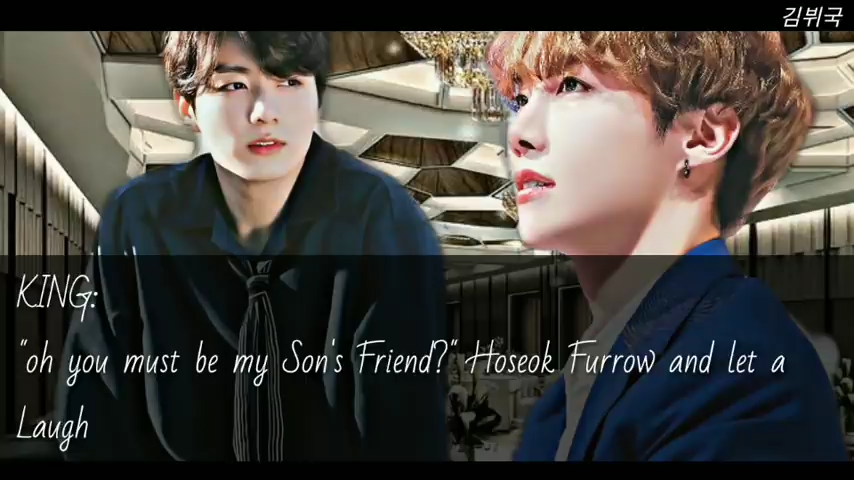 김뷔국
KING:
"oh you must be my Son's Friend?" Hoseok Furrow and let a
Laugh